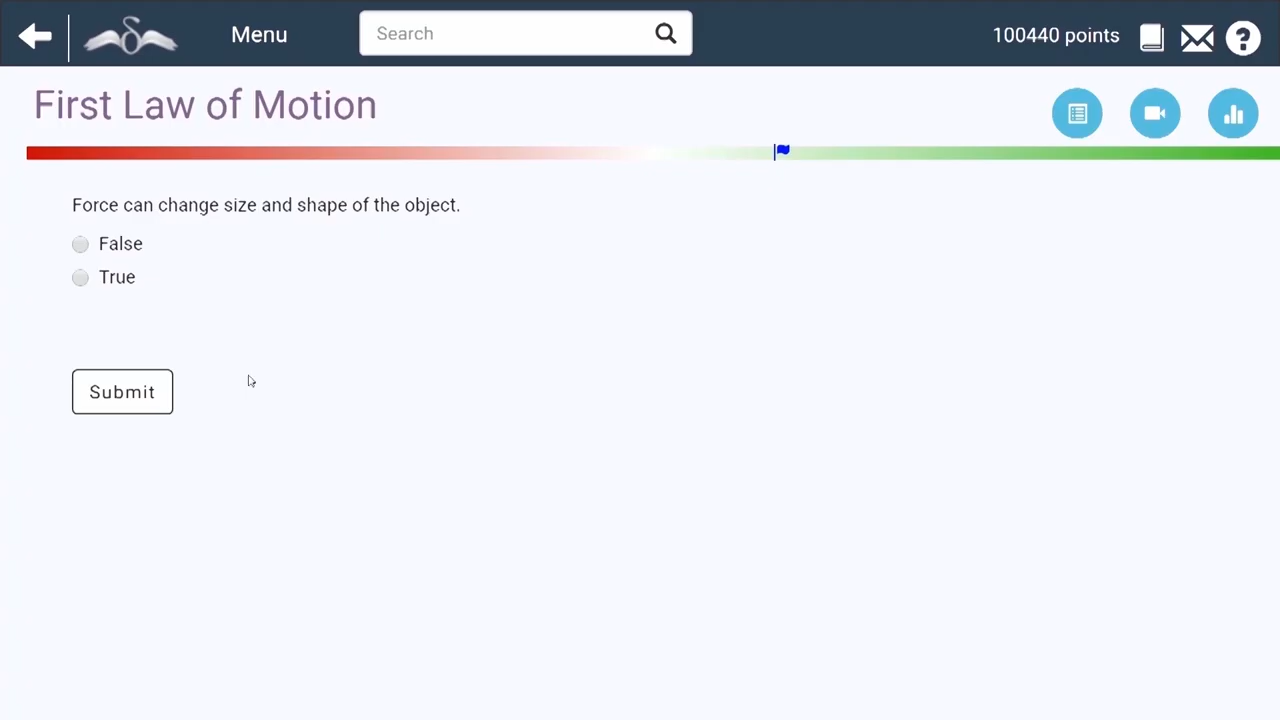 Menu
Search
100440 points
First Law of Motion
Force can change size and shape of the object.
False
True
Submit